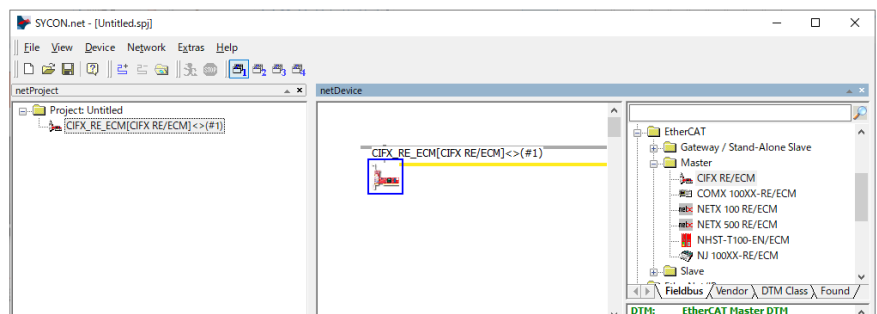 SYCON.net - [Untitled.spj]
File View Device Network Extras Help
netProject
netDevice
Project: Untitled
CIFX_RE_ECM[CIFX RE/ECM]<>(#1)
CIFX_RE_ECM[CIFX RE/ECM]<>(#1)
EtherCAT
Gateway / Stand-Alone Slave
Master
CIFX RE/ECM
COMX 100XX-RE/ECM
NETX 100 RE/ECM
NETX 500 RE/ECM
NHST-T100-EN/ECM
NJ 100XX-RE/ECM
Slave
Fieldbus Vendor DTM Class Found
DTM: EtherCAT Master DTM